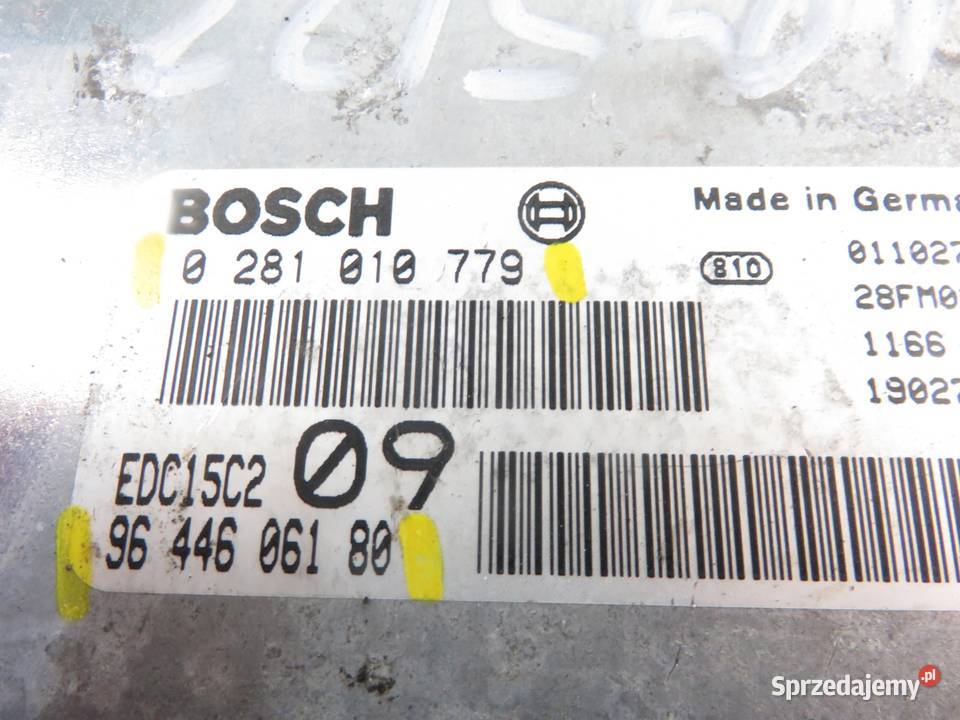 BOSCH
Made in Germa
0 281 010 779
810
011027
28FM0
1166
19027
EDC15C2
09
96 446 061 80
Sprzedajemy.pl